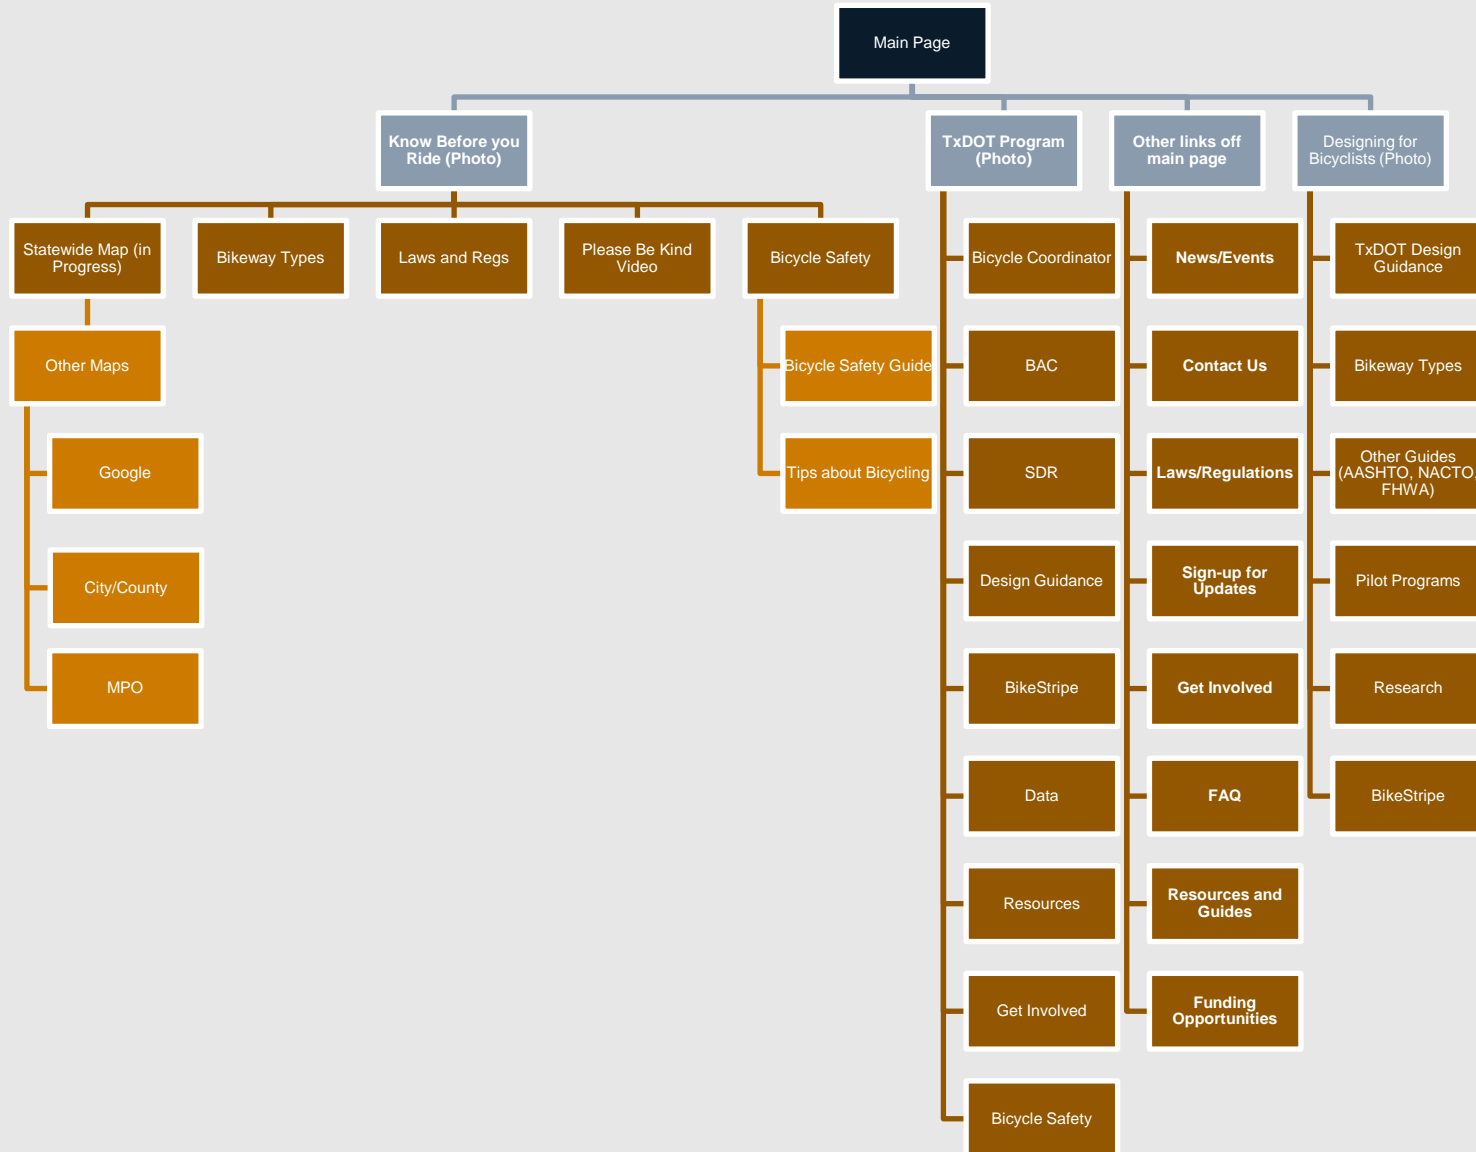 Main Page
Know Before you
Ride (Photo)
TxDOT Program
(Photo)
Other links off
main page
Designing for
Bicyclists (Photo)
Statewide Map (in
Progress)
Bikeway Types
Laws and Regs
Please Be Kind
Video
Bicycle Safety
Other Maps
Google
City/County
MPO
Bicycle Safety Guide
Tips about Bicycling
Bicycle Coordinator
BAC
SDR
Design Guidance
BikeStripe
Data
Resources
Get Involved
Bicycle Safety
News/Events
Contact Us
Laws/Regulations
Sign-up for
Updates
Get Involved
FAQ
Resources and
Guides
Funding
Opportunities
TxDOT Design
Guidance
Bikeway Types
Other Guides
(AASHTO, NACTO,
FHWA)
Pilot Programs
Research
BikeStripe